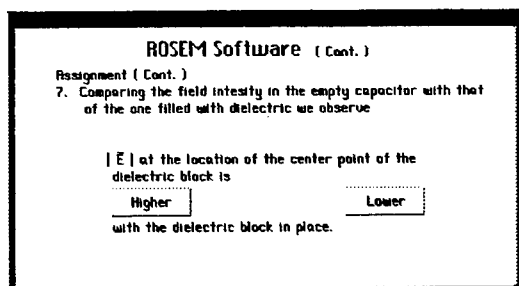 ROSEM Software ( Cont. )
Assignment ( Cont. )
7. Comparing the field intesity in the empty capacitor with that
of the one filled with dielectric we observe
| Ē | at the location of the center point of the
dielectric block is
Higher Lower
with the dielectric block in place.